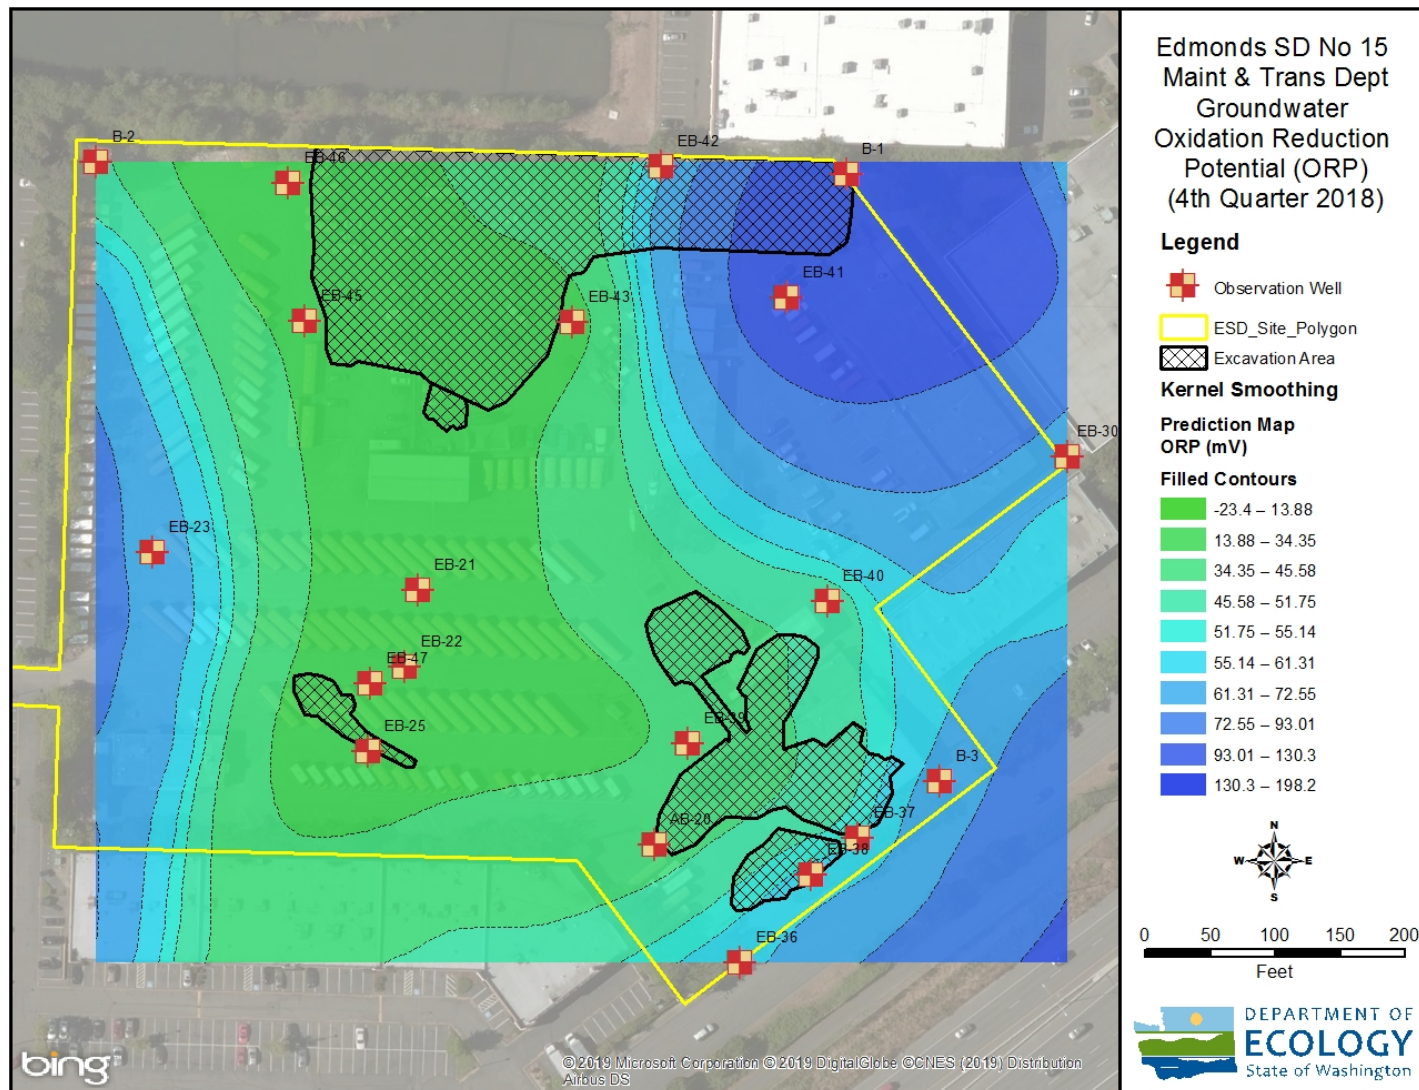 B-2
EB-46
EB-42
B-1
EB-41
EB-45
EB-43
EB-30
EB-23
EB-21
EB-40
EB-22
EB-47
EB-25
EB-39
B-3
AB-20
EB-37
EB-38
EB-36
bing
© 2019 Microsoft Corporation © 2019 DigitalGlobe ©CNES (2019) Distribution
Airbus DS
Edmonds SD No 15
Maint & Trans Dept
Groundwater
Oxidation Reduction
Potential (ORP)
(4th Quarter 2018)
Legend
Observation Well
ESD_Site_Polygon
Excavation Area
Kernel Smoothing
Prediction Map
ORP (mV)
Filled Contours
-23.4 – 13.88
13.88 – 34.35
34.35 – 45.58
45.58 – 51.75
51.75 – 55.14
55.14 – 61.31
61.31 – 72.55
72.55 – 93.01
93.01 – 130.3
130.3 – 198.2
N
W E
S
0 50 100 150 200
Feet
DEPARTMENT OF
ECOLOGY
State of Washington